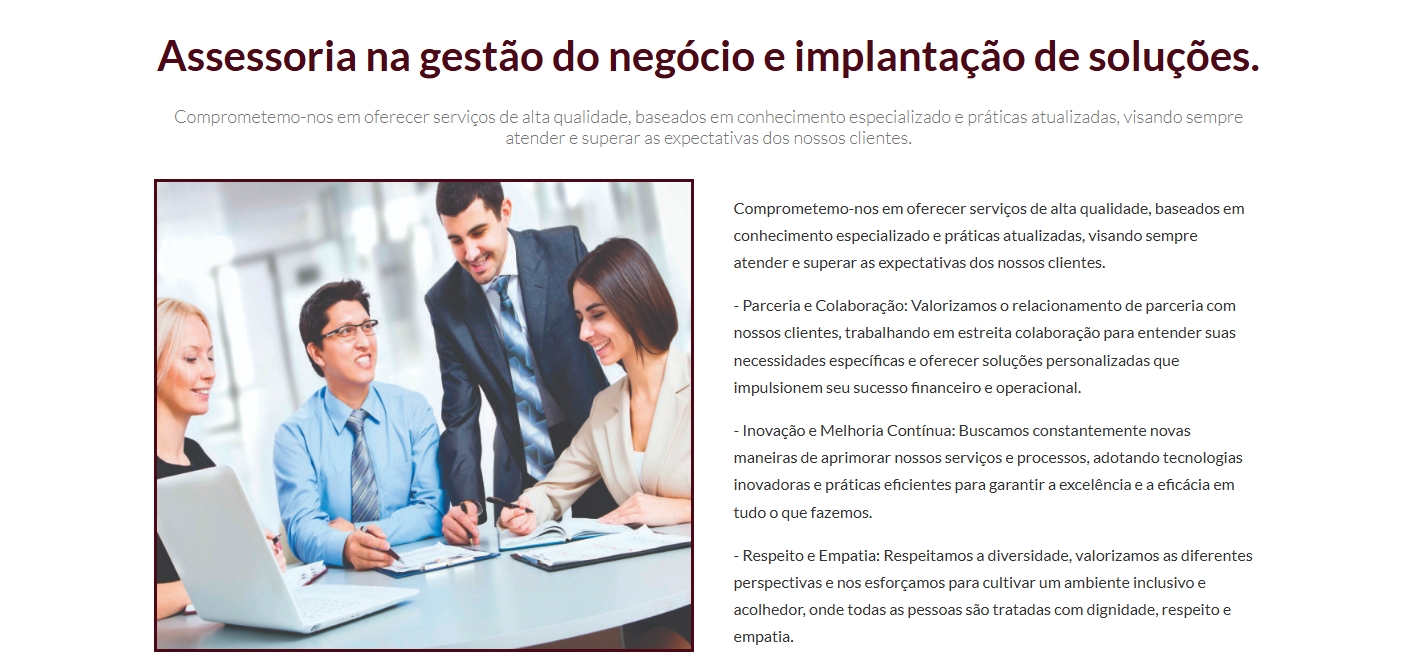 Assessoria na gestão do negócio e implantação de soluções.
Comprometemo-nos em oferecer serviços de alta qualidade, baseados em conhecimento especializado e práticas atualizadas, visando sempre
atender e superar as expectativas dos nossos clientes.
Comprometemo-nos em oferecer serviços de alta qualidade, baseados em
conhecimento especializado e práticas atualizadas, visando sempre
atender e superar as expectativas dos nossos clientes.
- Parceria e Colaboração: Valorizamos o relacionamento de parceria com
nossos clientes, trabalhando em estreita colaboração para entender suas
necessidades específicas e oferecer soluções personalizadas que
impulsionem seu sucesso financeiro e operacional.
- Inovação e Melhoria Contínua: Buscamos constantemente novas
maneiras de aprimorar nossos serviços e processos, adotando tecnologias
inovadoras e práticas eficientes para garantir a excelência e a eficácia em
tudo o que fazemos.
- Respeito e Empatia: Respeitamos a diversidade, valorizamos as diferentes
perspectivas e nos esforçamos para cultivar um ambiente inclusivo e
acolhedor, onde todas as pessoas são tratadas com dignidade, respeito e
empatia.